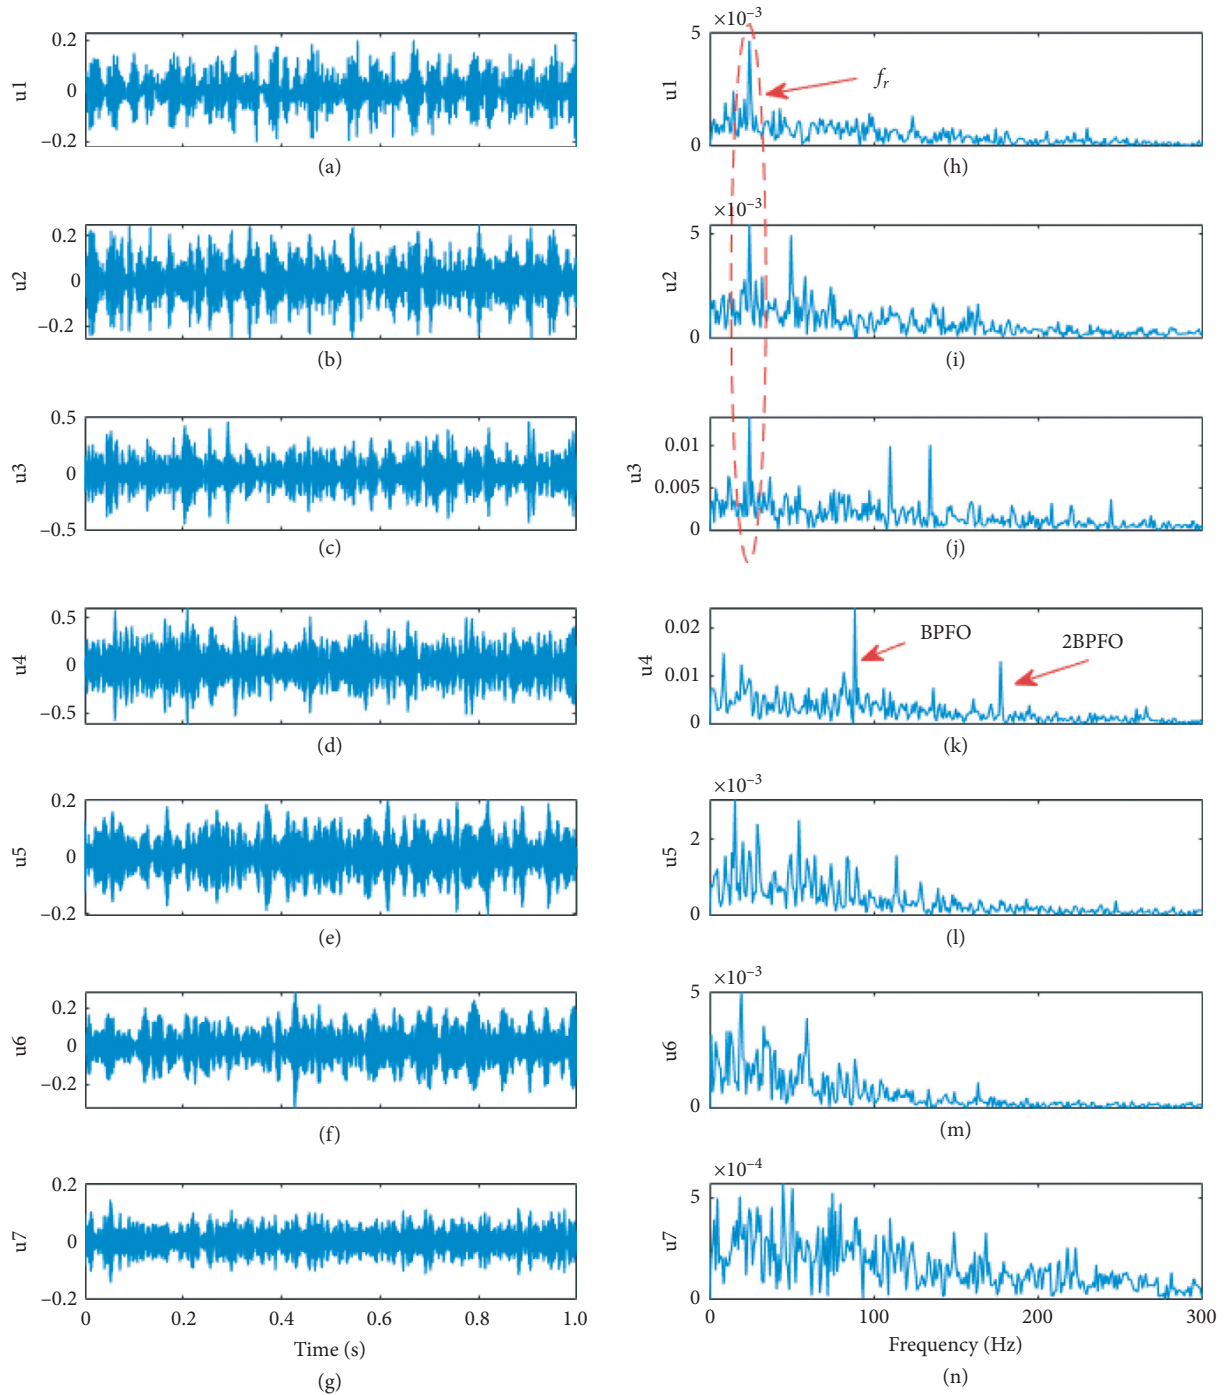 0.2
0
−0.2
u1
(a)
×10⁻³
5
0
u1
f_r
(h)
0.2
0
−0.2
u2
(b)
×10⁻³
5
0
u2
(i)
0.5
0
−0.5
u3
(c)
0.01
0.005
0
u3
(j)
0.5
0
−0.5
u4
(d)
0.02
0.01
0
u4
BPFO
2BPFO
(k)
0.2
0
−0.2
u5
(e)
×10⁻³
2
0
u5
(l)
0.2
0
−0.2
u6
(f)
×10⁻³
5
0
u6
(m)
0.2
0
−0.2
u7
0 0.2 0.4 0.6 0.8 1.0
Time (s)
(g)
×10⁻⁴
5
0
u7
0 100 200 300
Frequency (Hz)
(n)